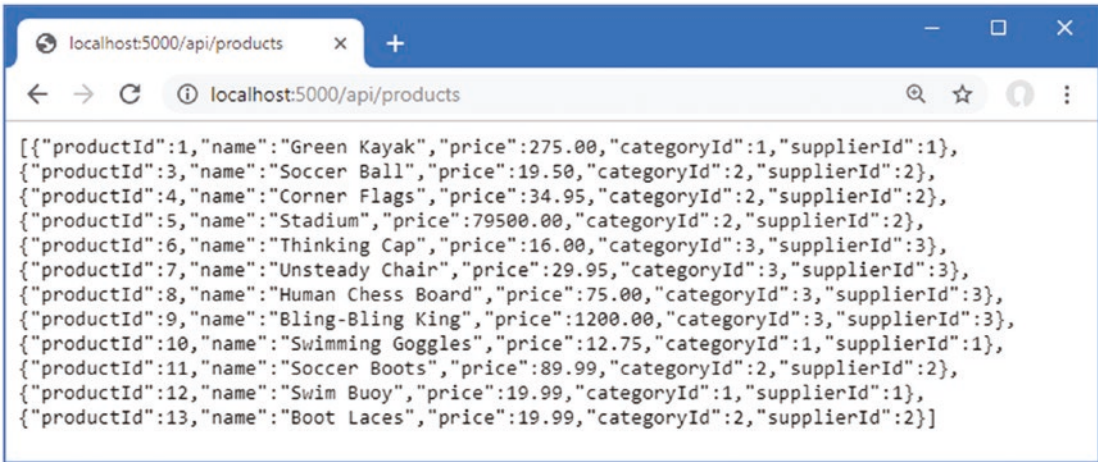 localhost:5000/api/products
localhost:5000/api/products
[{"productId":1,"name":"Green Kayak","price":275.00,"categoryId":1,"supplierId":1},
{"productId":3,"name":"Soccer Ball","price":19.50,"categoryId":2,"supplierId":2},
{"productId":4,"name":"Corner Flags","price":34.95,"categoryId":2,"supplierId":2},
{"productId":5,"name":"Stadium","price":79500.00,"categoryId":2,"supplierId":2},
{"productId":6,"name":"Thinking Cap","price":16.00,"categoryId":3,"supplierId":3},
{"productId":7,"name":"Unsteady Chair","price":29.95,"categoryId":3,"supplierId":3},
{"productId":8,"name":"Human Chess Board","price":75.00,"categoryId":3,"supplierId":3},
{"productId":9,"name":"Bling-Bling King","price":1200.00,"categoryId":3,"supplierId":3},
{"productId":10,"name":"Swimming Goggles","price":12.75,"categoryId":1,"supplierId":1},
{"productId":11,"name":"Soccer Boots","price":89.99,"categoryId":2,"supplierId":2},
{"productId":12,"name":"Swim Buoy","price":19.99,"categoryId":1,"supplierId":1},
{"productId":13,"name":"Boot Laces","price":19.99,"categoryId":2,"supplierId":2}]